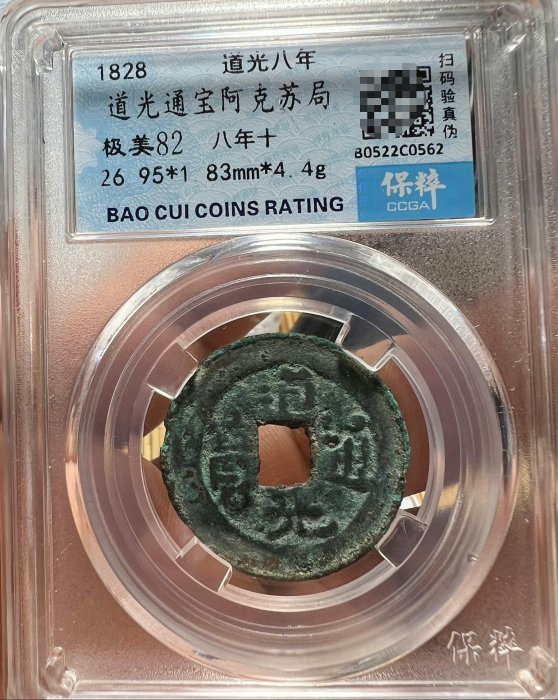 1828 道光八年
道光通宝阿克苏局
极美82 八年十
26 95*1 83mm*4.4g
BAO CUI COINS RATING
扫码验真伪
B0522C0562
保粹
CCGA
道光通寶
保粹